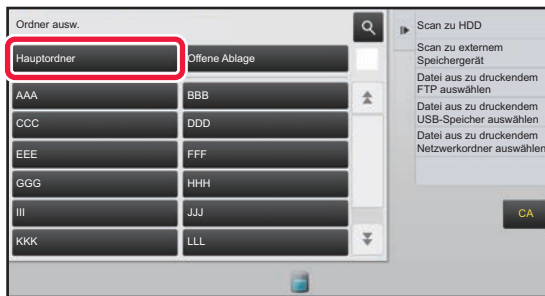 Ordner ausw.
Hauptordner
Offene Ablage
AAA
BBB
CCC
DDD
EEE
FFF
GGG
HHH
III
JJJ
KKK
LLL
Scan zu HDD
Scan zu externem
Speichergerät
Datei aus zu druckendem
FTP auswählen
Datei aus zu druckendem
USB-Speicher auswählen
Datei aus zu druckendem
Netzwerkordner auswählen
CA